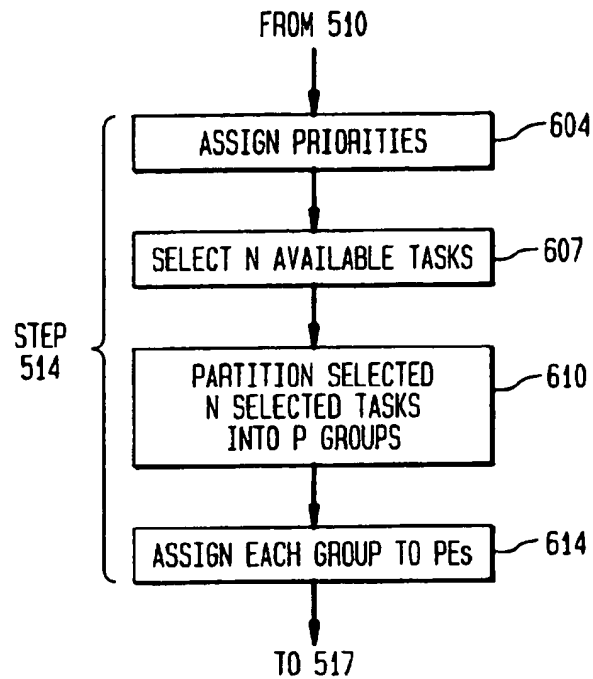 FROM 510
ASSIGN PRIORITIES
604
SELECT N AVAILABLE TASKS
607
STEP
514
PARTITION SELECTED
N SELECTED TASKS
INTO P GROUPS
610
ASSIGN EACH GROUP TO PEs
614
TO 517